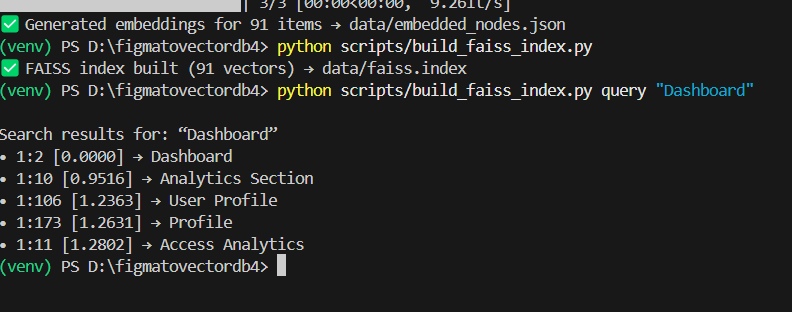 | 3/3 [00:00<00:00,  9.26it/s]
✅ Generated embeddings for 91 items → data/embedded_nodes.json
(venv) PS D:\figmatovectordb4> python scripts/build_faiss_index.py
✅ FAISS index built (91 vectors) → data/faiss.index
(venv) PS D:\figmatovectordb4> python scripts/build_faiss_index.py query "Dashboard"
Search results for: “Dashboard”
• 1:2 [0.0000] → Dashboard
• 1:10 [0.9516] → Analytics Section
• 1:106 [1.2363] → User Profile
• 1:173 [1.2631] → Profile
• 1:11 [1.2802] → Access Analytics
(venv) PS D:\figmatovectordb4>